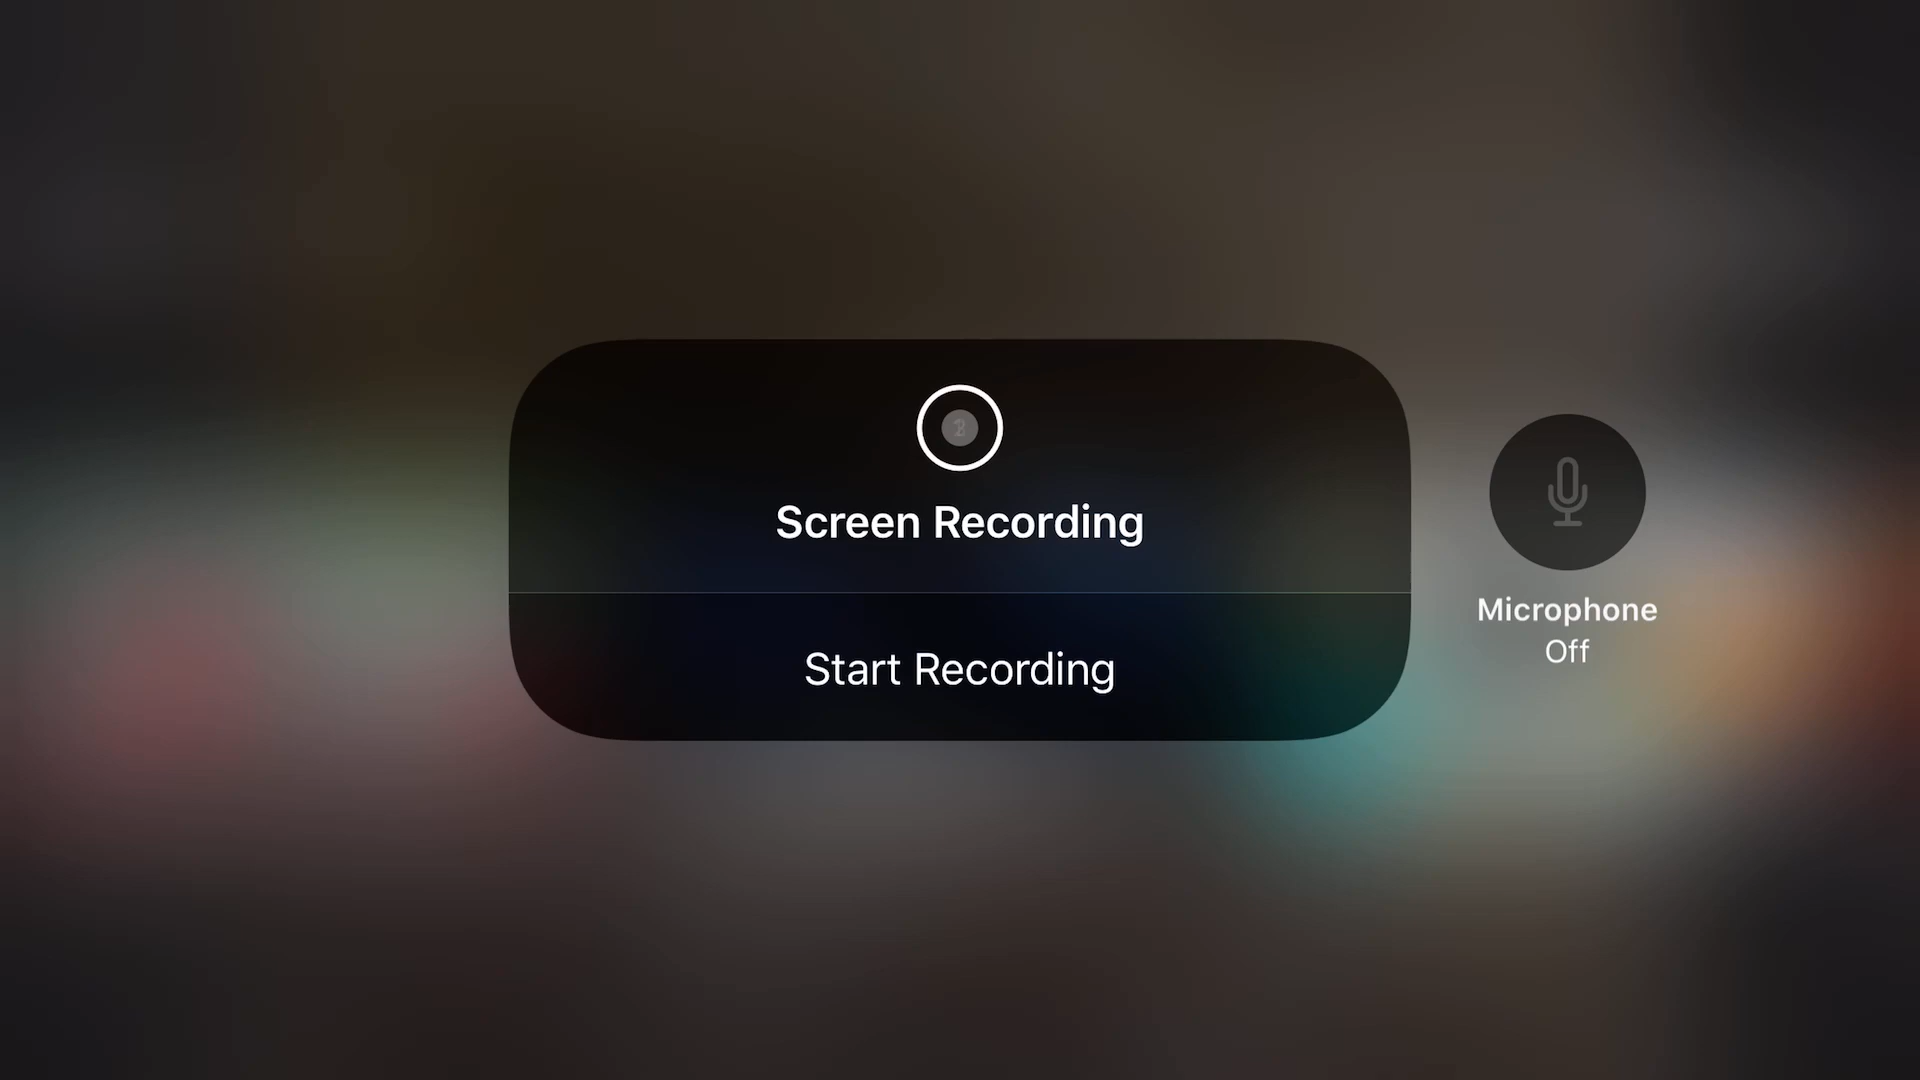 Screen Recording
Start Recording
Microphone
Off